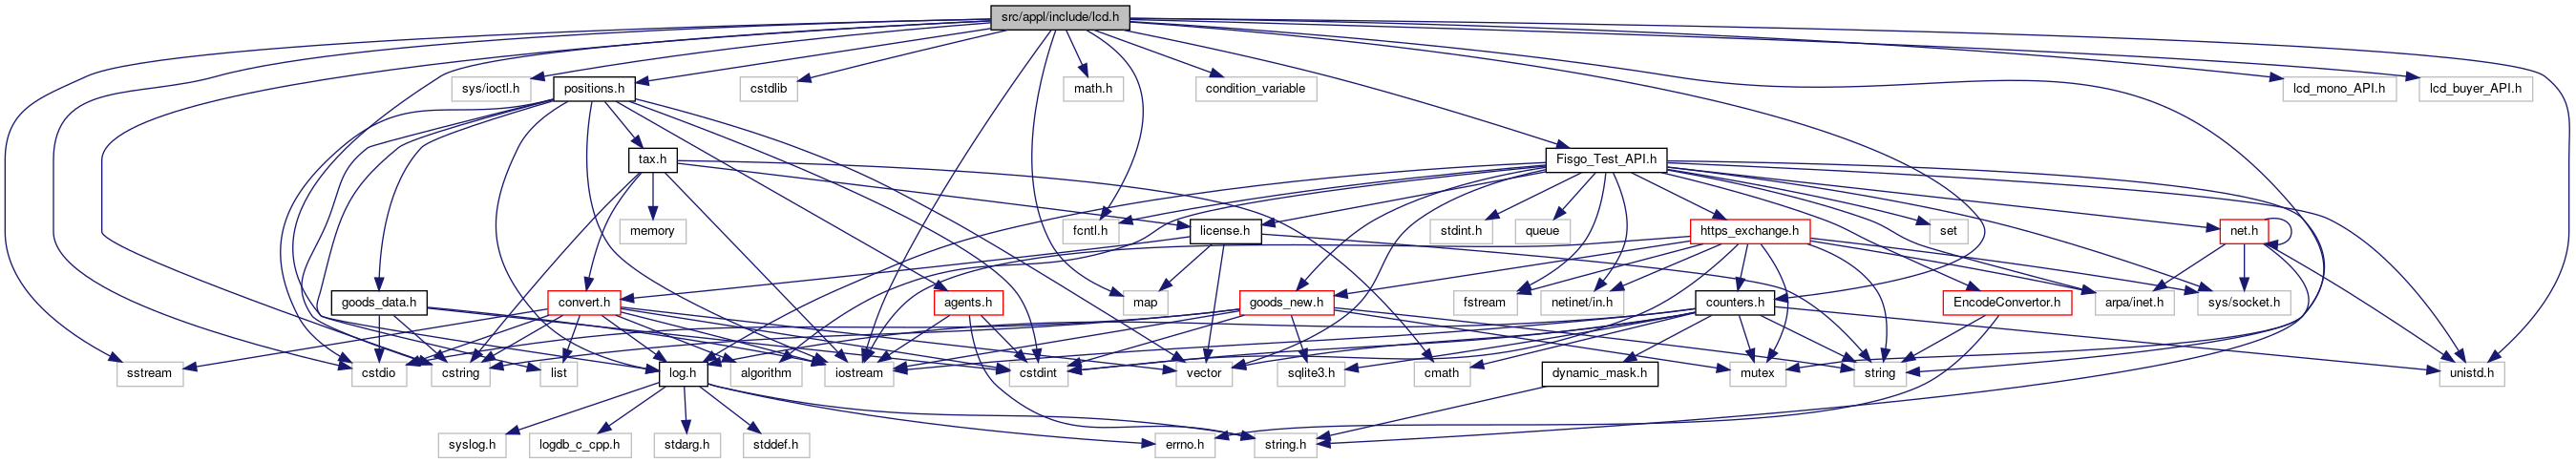 src/appl/include/lcd.h
sys/ioctl.h
positions.h
cstdlib
math.h
condition_variable
lcd_mono_API.h
lcd_buyer_API.h
tax.h
Fisgo_Test_API.h
memory
fcntl.h
license.h
stdint.h
queue
https_exchange.h
set
net.h
goods_data.h
convert.h
agents.h
map
goods_new.h
fstream
netinet/in.h
counters.h
EncodeConvertor.h
arpa/inet.h
sys/socket.h
sstream
cstdio
cstring
list
log.h
algorithm
iostream
cstdint
vector
sqlite3.h
cmath
dynamic_mask.h
mutex
string
unistd.h
syslog.h
logdb_c_cpp.h
stdarg.h
stddef.h
errno.h
string.h